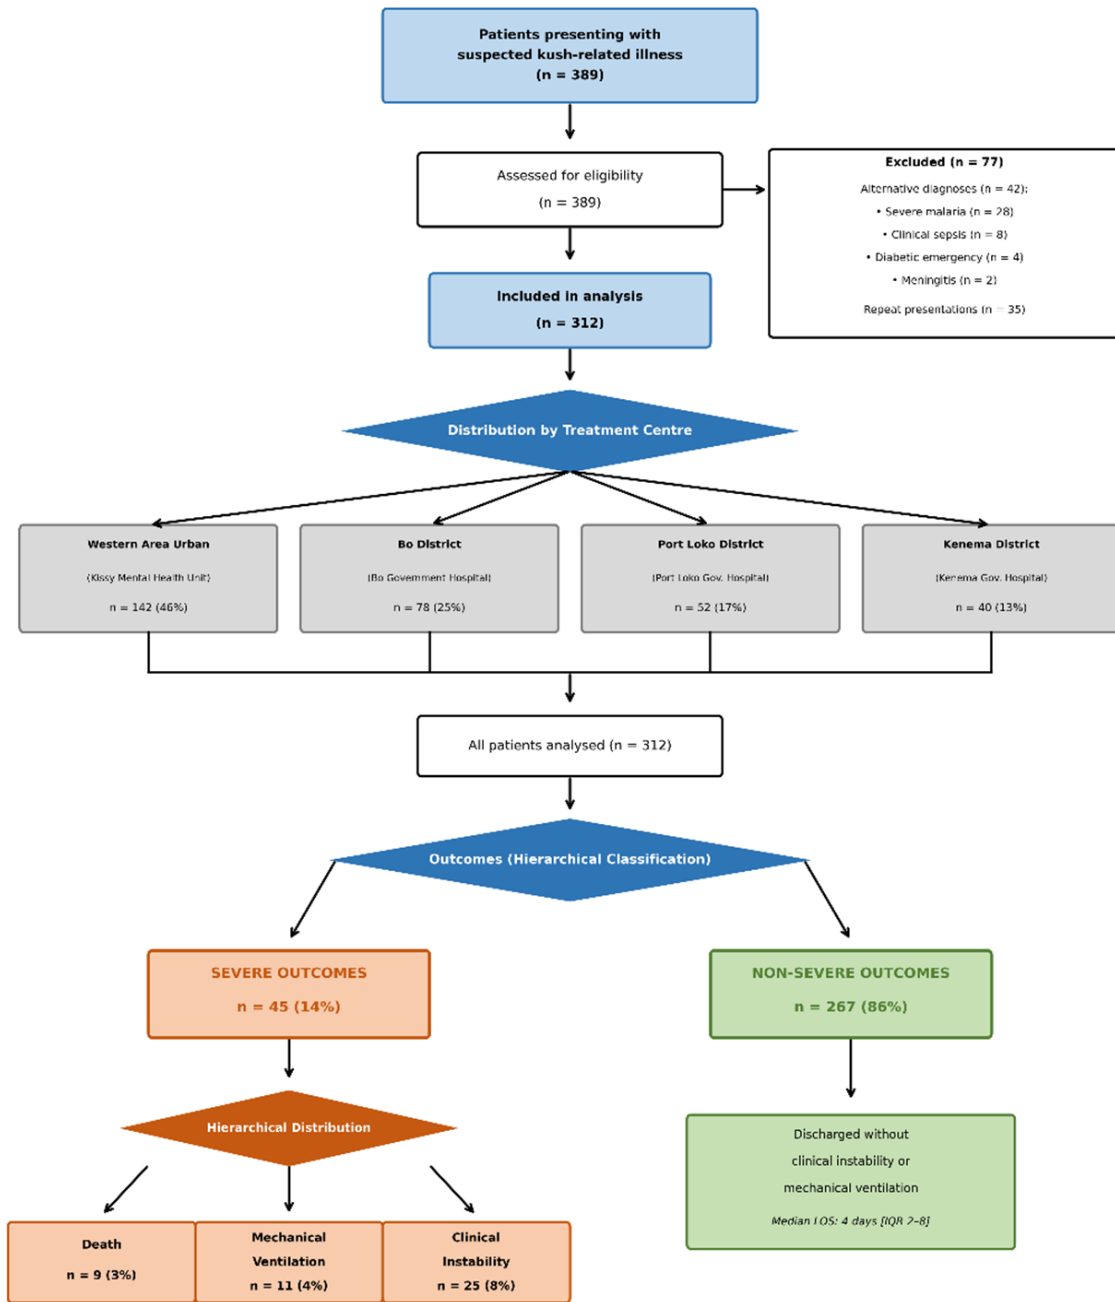 Patients presenting with
suspected kush-related illness
(n = 389)
Assessed for eligibility
(n = 389)
Excluded (n = 77)
Alternative diagnoses (n = 42):
• Severe malaria (n = 28)
• Clinical sepsis (n = 8)
• Diabetic emergency (n = 4)
• Meningitis (n = 2)
Repeat presentations (n = 35)
Included in analysis
(n = 312)
Distribution by Treatment Centre
Western Area Urban
(Kissy Mental Health Unit)
n = 142 (46%)
Bo District
(Bo Government Hospital)
n = 78 (25%)
Port Loko District
(Port Loko Gov. Hospital)
n = 52 (17%)
Kenema District
(Kenema Gov. Hospital)
n = 40 (13%)
All patients analysed (n = 312)
Outcomes (Hierarchical Classification)
SEVERE OUTCOMES
n = 45 (14%)
NON-SEVERE OUTCOMES
n = 267 (86%)
Hierarchical Distribution
Discharged without
clinical instability or
mechanical ventilation
Median LOS: 4 days [IQR 2–8]
Death
n = 9 (3%)
Mechanical
Ventilation
n = 11 (4%)
Clinical
Instability
n = 25 (8%)